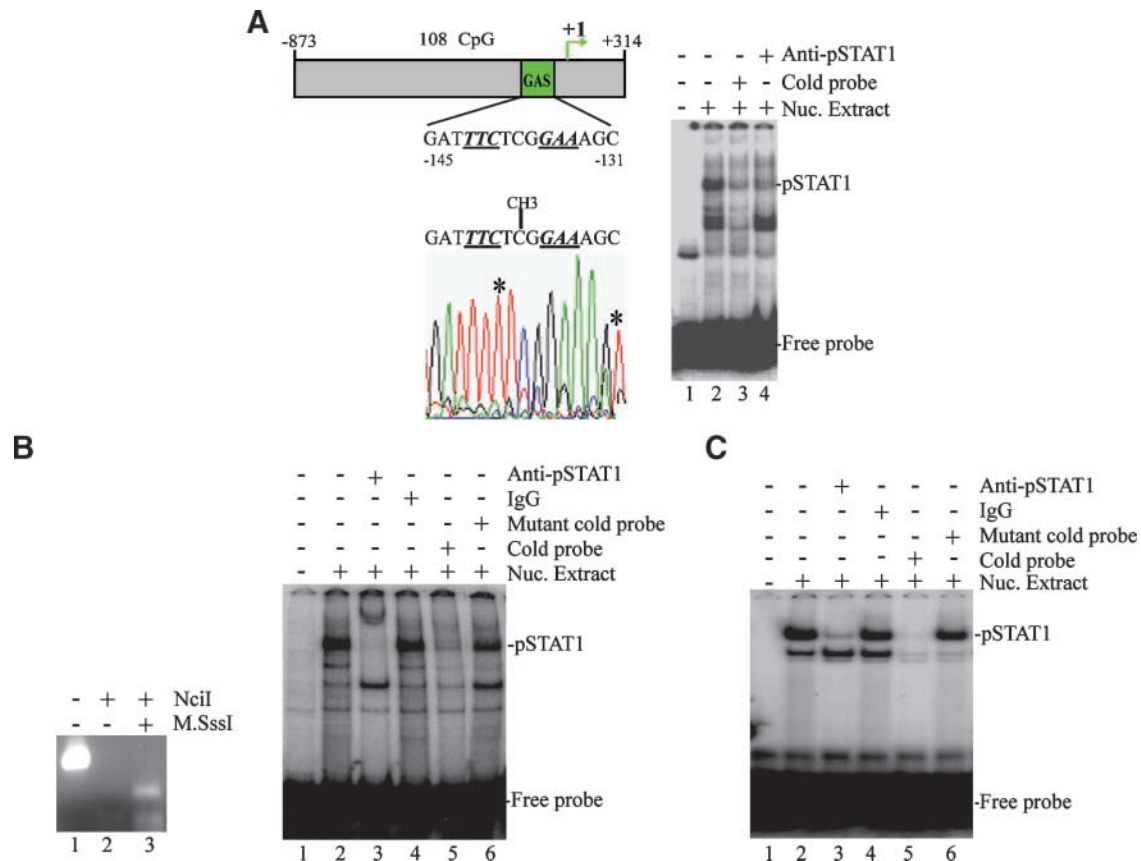 A
-873
108 CpG
+1
+314
GAS
GATTTCTCGGAAAGC
-145
-131
CH3
GATTTCTCGGAAAGC
*
*
- - - + Anti-pSTAT1
- - + - Cold probe
- + + + Nuc. Extract
-pSTAT1
-Free probe
1 2 3 4
B
- + + NciI
- - + M.SssI
1 2 3
- - + - - - Anti-pSTAT1
- - - + - - IgG
- - - - - + Mutant cold probe
- - - - + - Cold probe
- + + + + + Nuc. Extract
-pSTAT1
-Free probe
1 2 3 4 5 6
C
- - + - - - Anti-pSTAT1
- - - + - - IgG
- - - - - + Mutant cold probe
- - - - + - Cold probe
- + + + + + Nuc. Extract
-pSTAT1
-Free probe
1 2 3 4 5 6